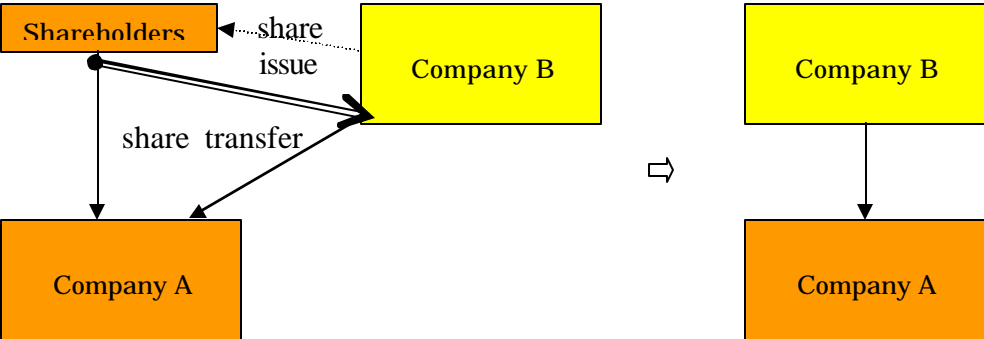 Shareholders
share
issue
Company B
share transfer
Company A
Company B
Company A